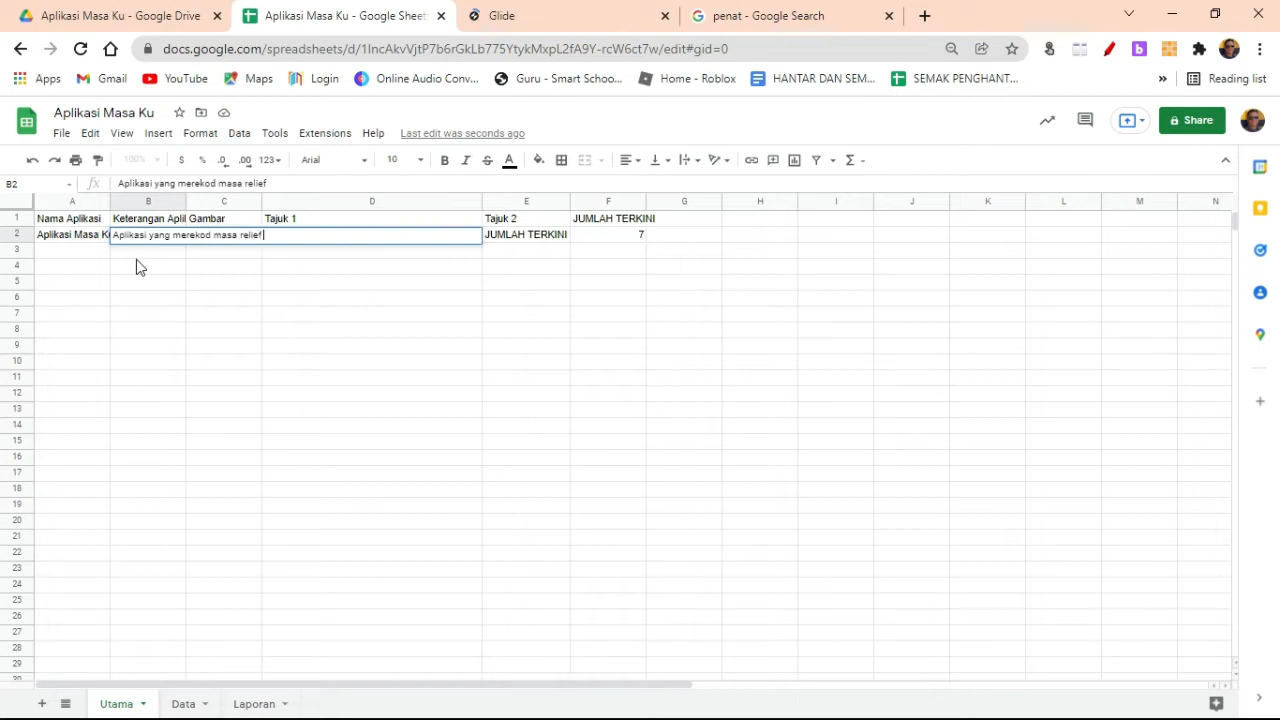 Aplikasi Masa Ku - Google Drive
Aplikasi Masa Ku - Google Sheet
Glide
penat - Google Search
docs.google.com/spreadsheets/d/1IncAkvVjtP7b6rGkLb775YtykMxpL2fA9Y-rcW6ct7w/edit#gid=0
Apps Gmail YouTube Maps Login Online Audio Conv... Guru - Smart Schoo... Home - Roblox HANTAR DAN SEM... SEMAK PENGHANT... » Reading list
Aplikasi Masa Ku
File Edit View Insert Format Data Tools Extensions Help Last edit was seconds ago
Share
100% $ % .0 .00 123 Arial 10 B I S A
B2 fx Aplikasi yang merekod masa relief
A B C D E F G H I J K L M N
1 Nama Aplikasi Keterangan Aplil Gambar Tajuk 1 Tajuk 2 JUMLAH TERKINI
2 Aplikasi Masa K Aplikasi yang merekod masa relief JUMLAH TERKINI 7
3
4
5
6
7
8
9
10
11
12
13
14
15
16
17
18
19
20
21
22
23
24
25
26
27
28
29
Utama Data Laporan